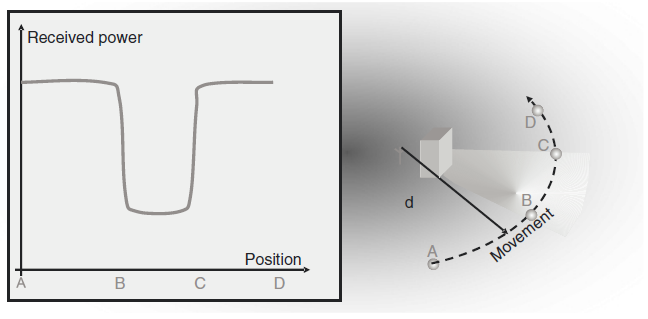 Received power
Position
A B C D
D
C
B
d
Movement
A